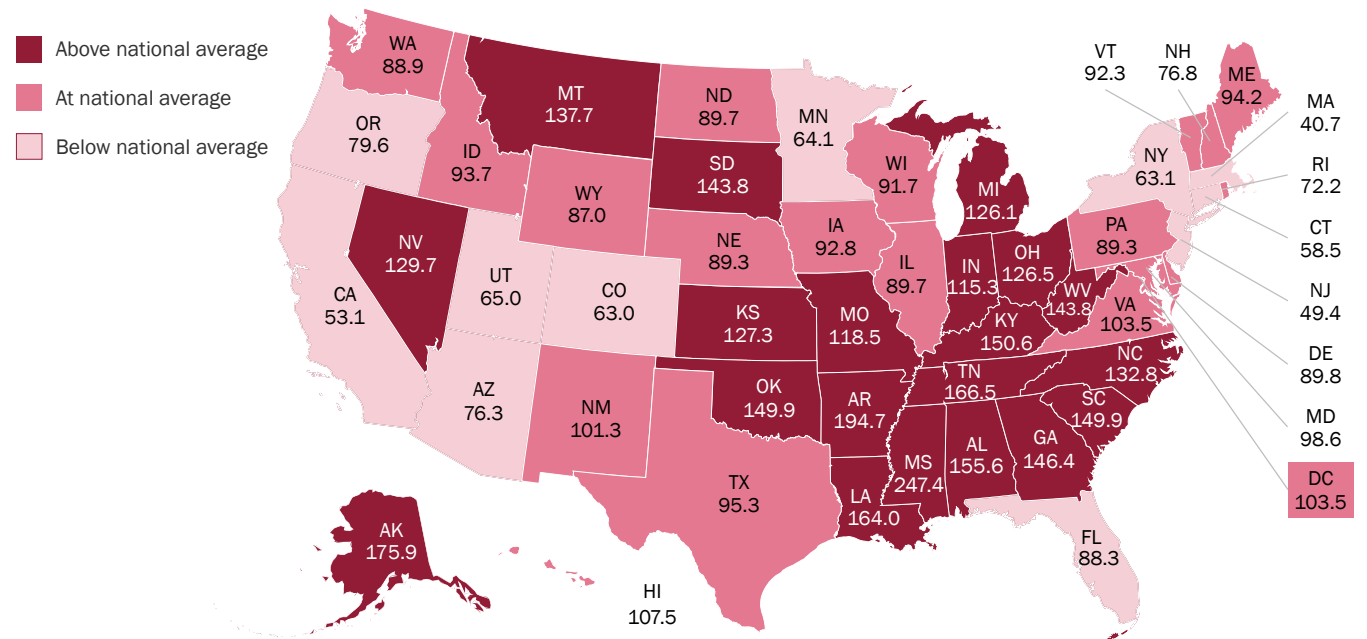 Above national average
At national average
Below national average
WA
88.9
OR
79.6
CA
53.1
ID
93.7
NV
129.7
MT
137.7
WY
87.0
UT
65.0
CO
63.0
AZ
76.3
NM
101.3
ND
89.7
SD
143.8
NE
89.3
KS
127.3
OK
149.9
TX
95.3
MN
64.1
IA
92.8
MO
118.5
AR
194.7
LA
164.0
WI
91.7
IL
89.7
MI
126.1
IN
115.3
OH
126.5
WV
143.8
KY
150.6
TN
166.5
MS
247.4
AL
155.6
GA
146.4
FL
88.3
SC
149.9
NC
132.8
VA
103.5
PA
89.3
NY
63.1
VT
92.3
NH
76.8
ME
94.2
MA
40.7
RI
72.2
CT
58.5
NJ
49.4
DE
89.8
MD
98.6
DC
103.5
AK
175.9
HI
107.5